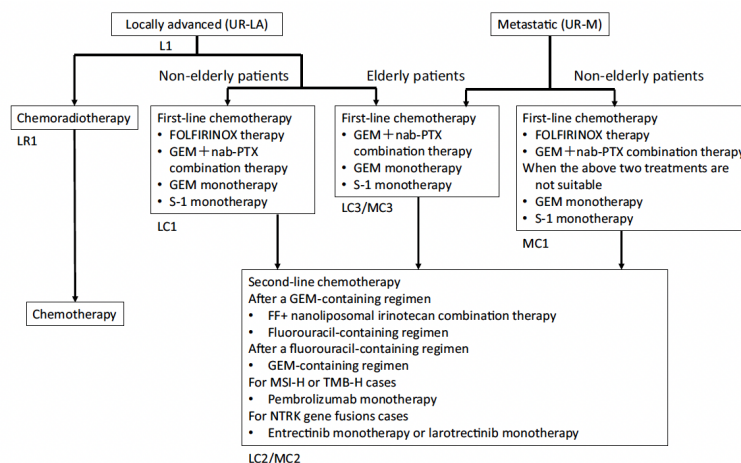 Locally advanced (UR-LA)
Metastatic (UR-M)
L1
Non-elderly patients
Elderly patients
Non-elderly patients
Chemoradiotherapy
LR1
First-line chemotherapy
• FOLFIRINOX therapy
• GEM＋nab-PTX
combination therapy
• GEM monotherapy
• S-1 monotherapy
LC1
First-line chemotherapy
• GEM＋nab-PTX
combination therapy
• GEM monotherapy
• S-1 monotherapy
LC3/MC3
First-line chemotherapy
• FOLFIRINOX therapy
• GEM＋nab-PTX combination therapy
When the above two treatments are
not suitable
• GEM monotherapy
• S-1 monotherapy
MC1
Chemotherapy
Second-line chemotherapy
After a GEM-containing regimen
• FF+ nanoliposomal irinotecan combination therapy
• Fluorouracil-containing regimen
After a fluorouracil-containing regimen
• GEM-containing regimen
For MSI-H or TMB-H cases
• Pembrolizumab monotherapy
For NTRK gene fusions cases
• Entrectinib monotherapy or larotrectinib monotherapy
LC2/MC2